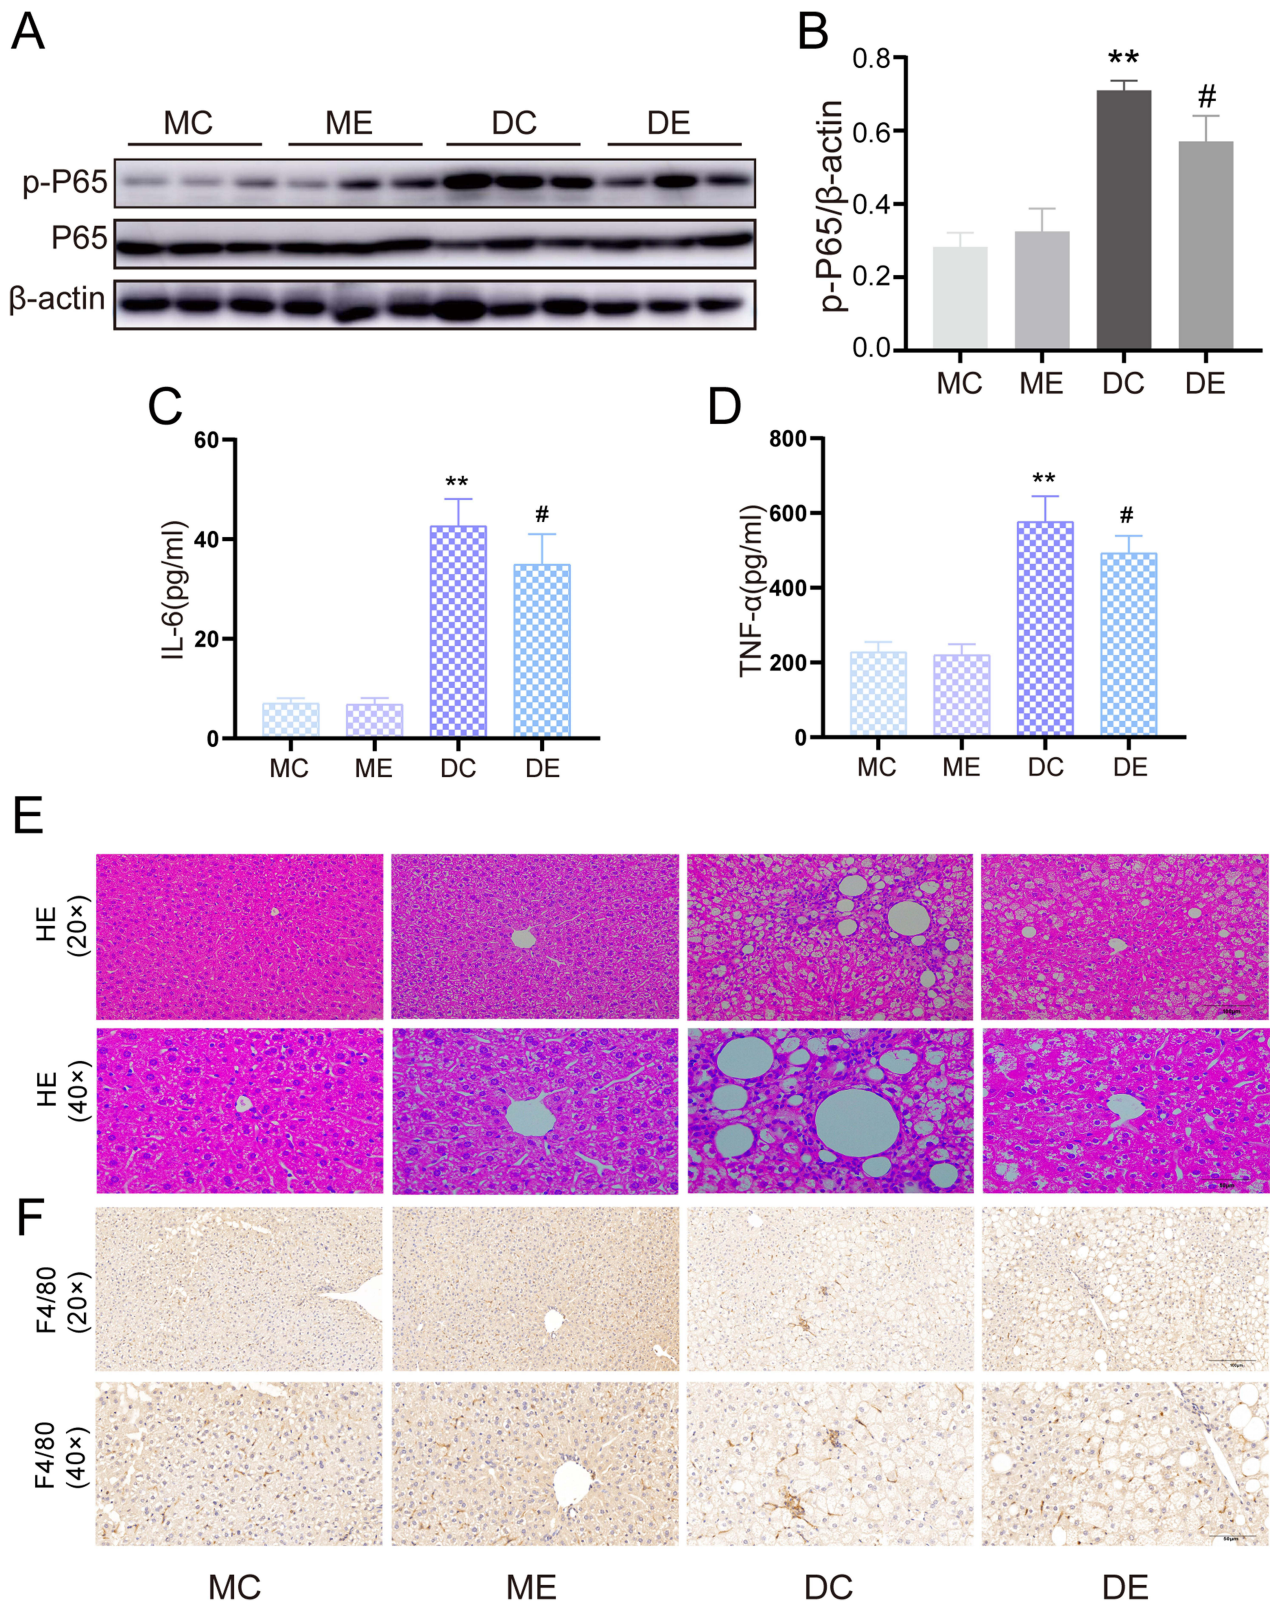 A
MC ME DC DE
p-P65
P65
β-actin
B
p-P65/β-actin
0.8
0.6
0.4
0.2
0.0
**
#
MC ME DC DE
C
IL-6(pg/ml)
60
40
20
0
**
#
MC ME DC DE
D
TNF-α(pg/ml)
800
600
400
200
0
**
#
MC ME DC DE
E
HE
(20×)
HE
(40×)
F
F4/80
(20×)
100μm
F4/80
(40×)
50μm
MC ME DC DE